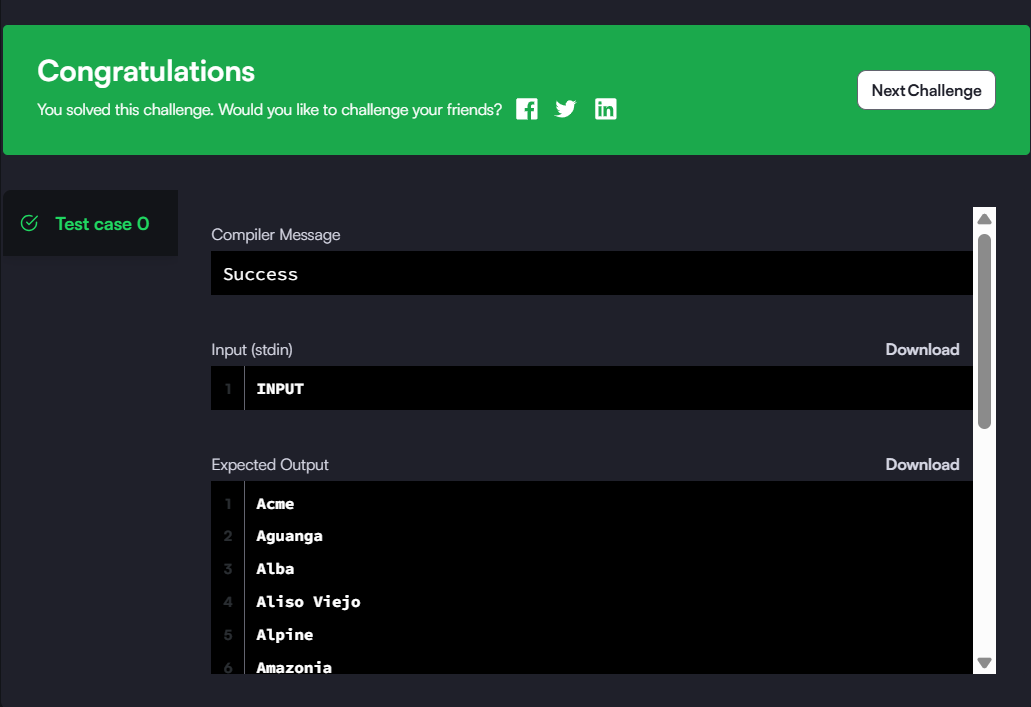 Congratulations
You solved this challenge. Would you like to challenge your friends?
Next Challenge
Test case 0
Compiler Message
Success
Input (stdin) Download
1 INPUT
Expected Output Download
1 Acme
2 Aguanga
3 Alba
4 Aliso Viejo
5 Alpine
6 Amazonia